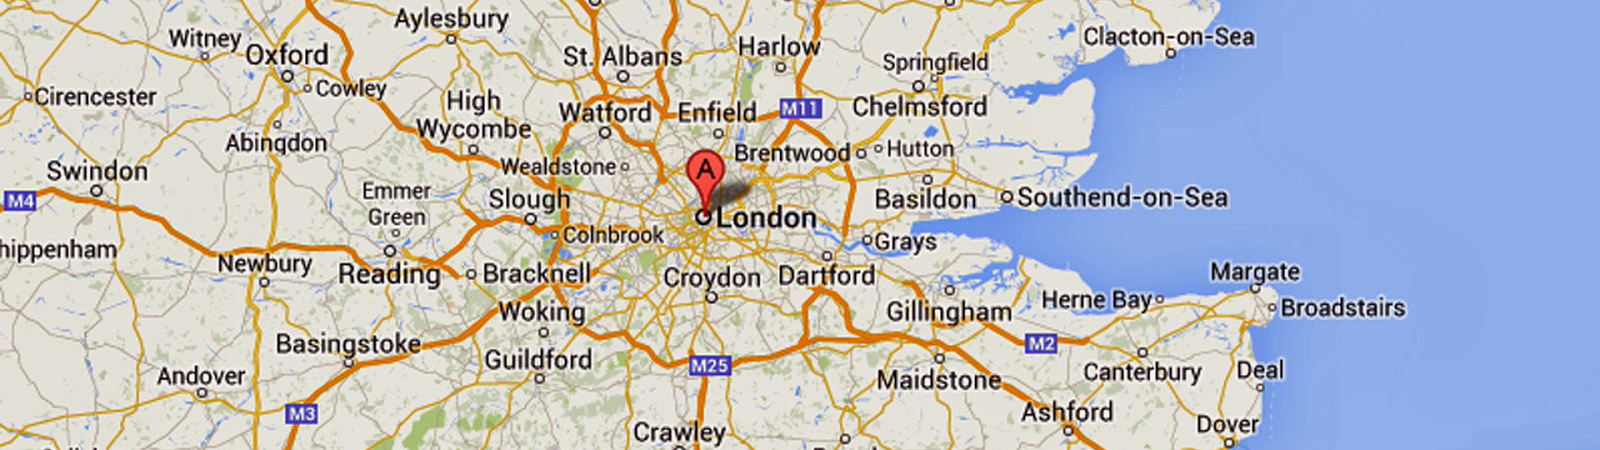 Aylesbury
Witney
Oxford
St. Albans
Harlow
Clacton-on-Sea
Springfield
Cirencester
Cowley
High
Wycombe
Watford
Enfield
M11
Chelmsford
Abingdon
Wealdstone
Brentwood
Hutton
A
Swindon
M4
Emmer
Green
Slough
London
Basildon
Southend-on-Sea
Colnbrook
Grays
hippenham
Newbury
Reading
Bracknell
Croydon
Dartford
Margate
Woking
Gillingham
Herne Bay
Broadstairs
Basingstoke
Guildford
M25
M2
Andover
Maidstone
Canterbury
Deal
M3
Crawley
Ashford
Dover